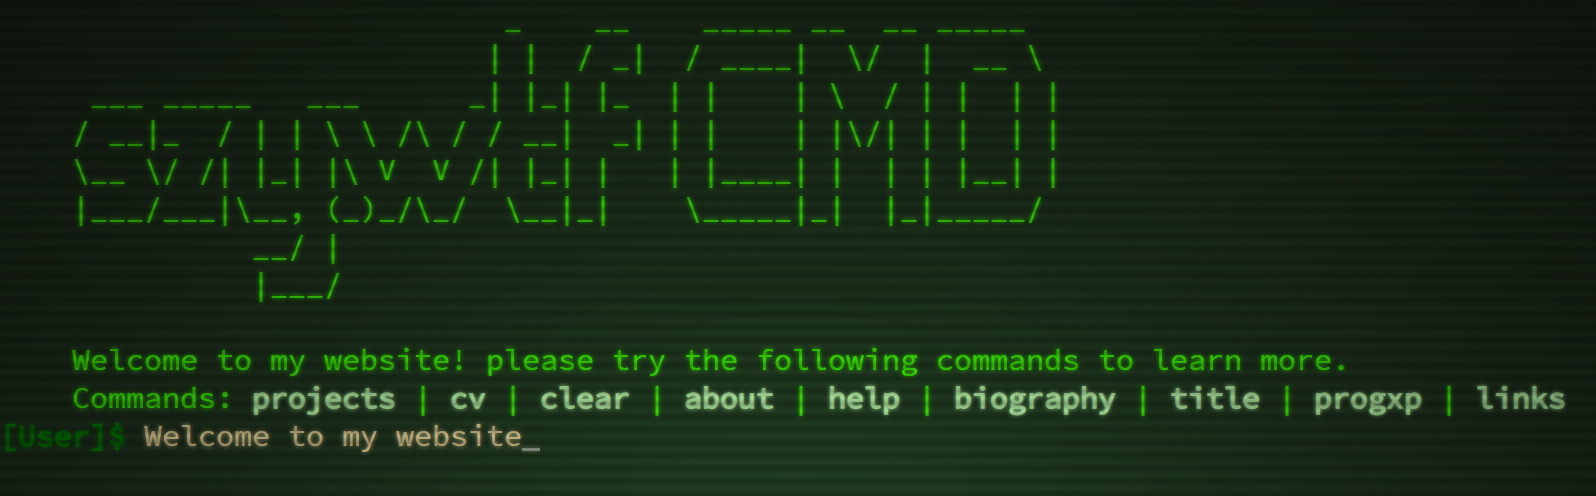 szywdfCMD
Welcome to my website! please try the following commands to learn more.
Commands: projects | cv | clear | about | help | biography | title | progxp | links
[User]$ Welcome to my website_